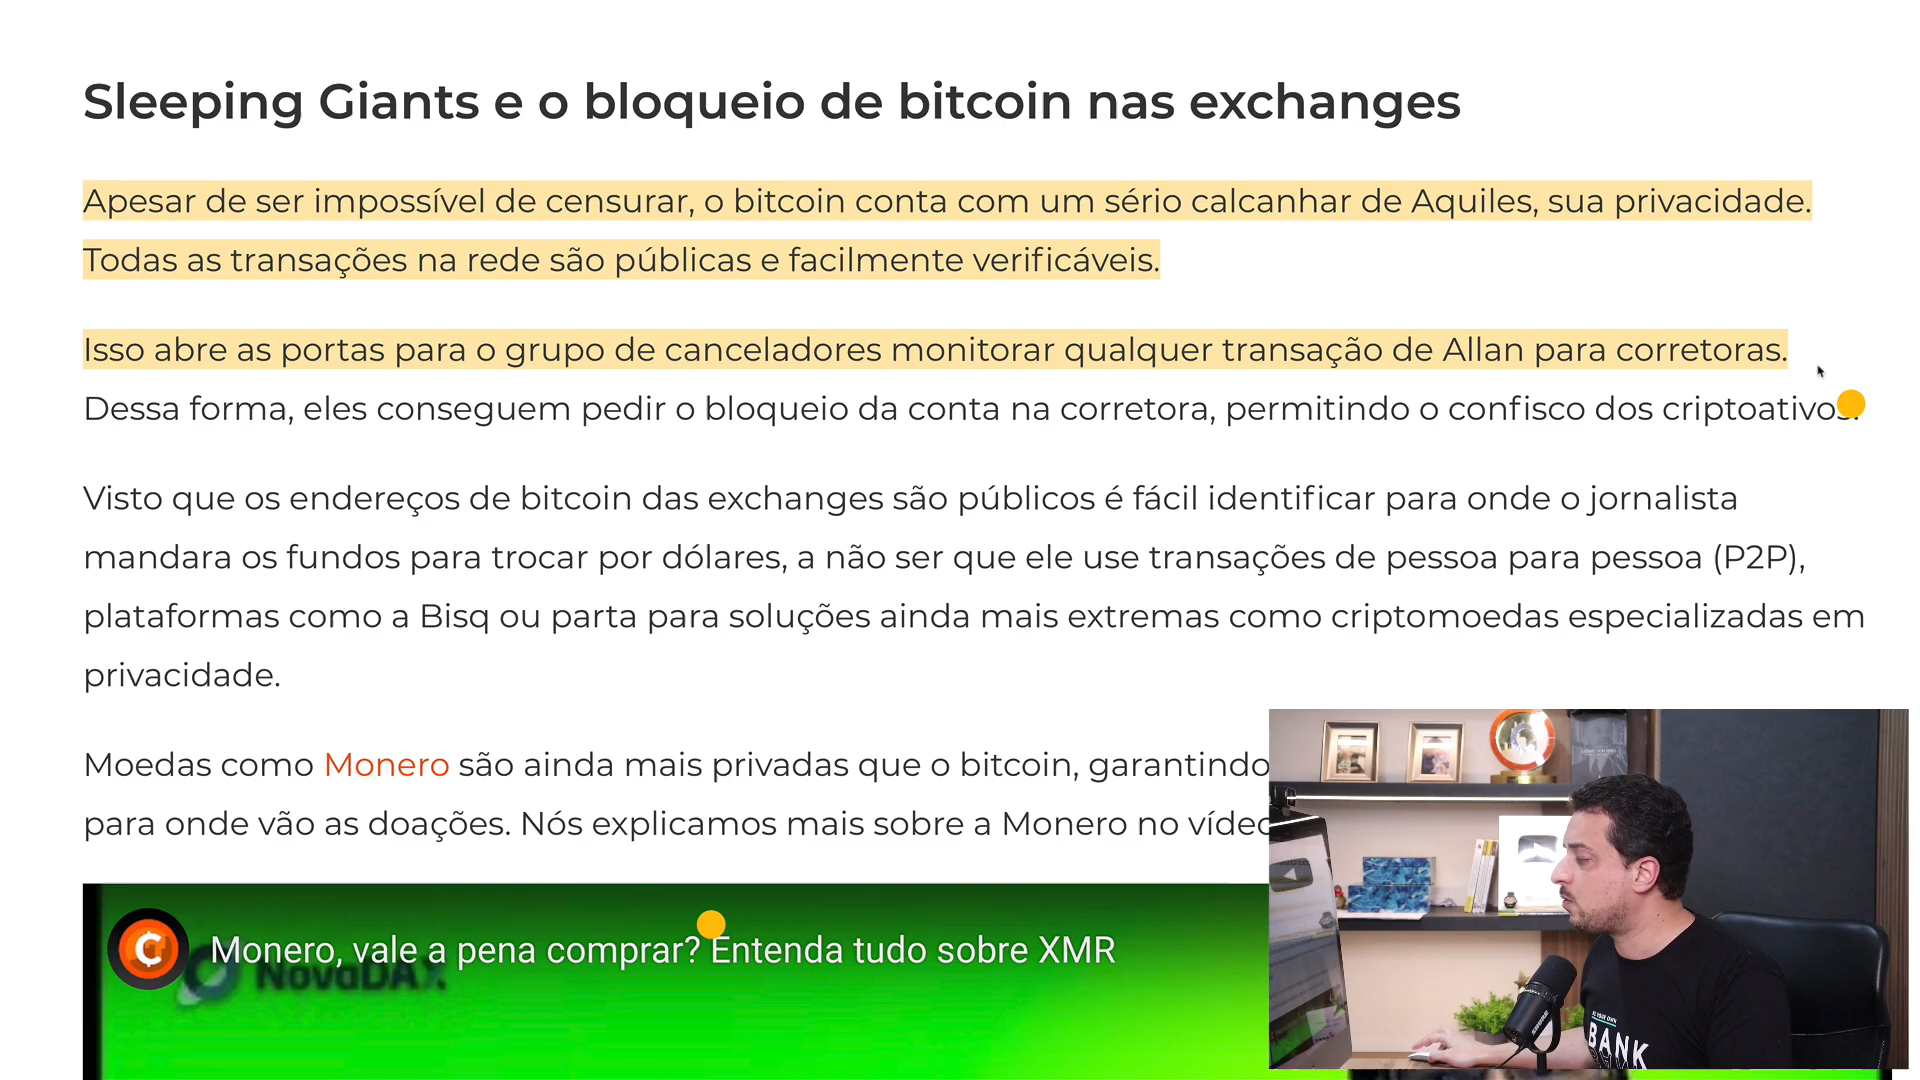 Sleeping Giants e o bloqueio de bitcoin nas exchanges
Apesar de ser impossível de censurar, o bitcoin conta com um sério calcanhar de Aquiles, sua privacidade.
Todas as transações na rede são públicas e facilmente verificáveis.
Isso abre as portas para o grupo de canceladores monitorar qualquer transação de Allan para corretoras.
Dessa forma, eles conseguem pedir o bloqueio da conta na corretora, permitindo o confisco dos criptoativos.
Visto que os endereços de bitcoin das exchanges são públicos é fácil identificar para onde o jornalista
mandara os fundos para trocar por dólares, a não ser que ele use transações de pessoa para pessoa (P2P),
plataformas como a Bisq ou parta para soluções ainda mais extremas como criptomoedas especializadas em
privacidade.
Moedas como Monero são ainda mais privadas que o bitcoin, garantindo
para onde vão as doações. Nós explicamos mais sobre a Monero no
Monero, vale a pena comprar? Entenda tudo sobre XMR
NovaDAX
BE YOUR OWN
BANK